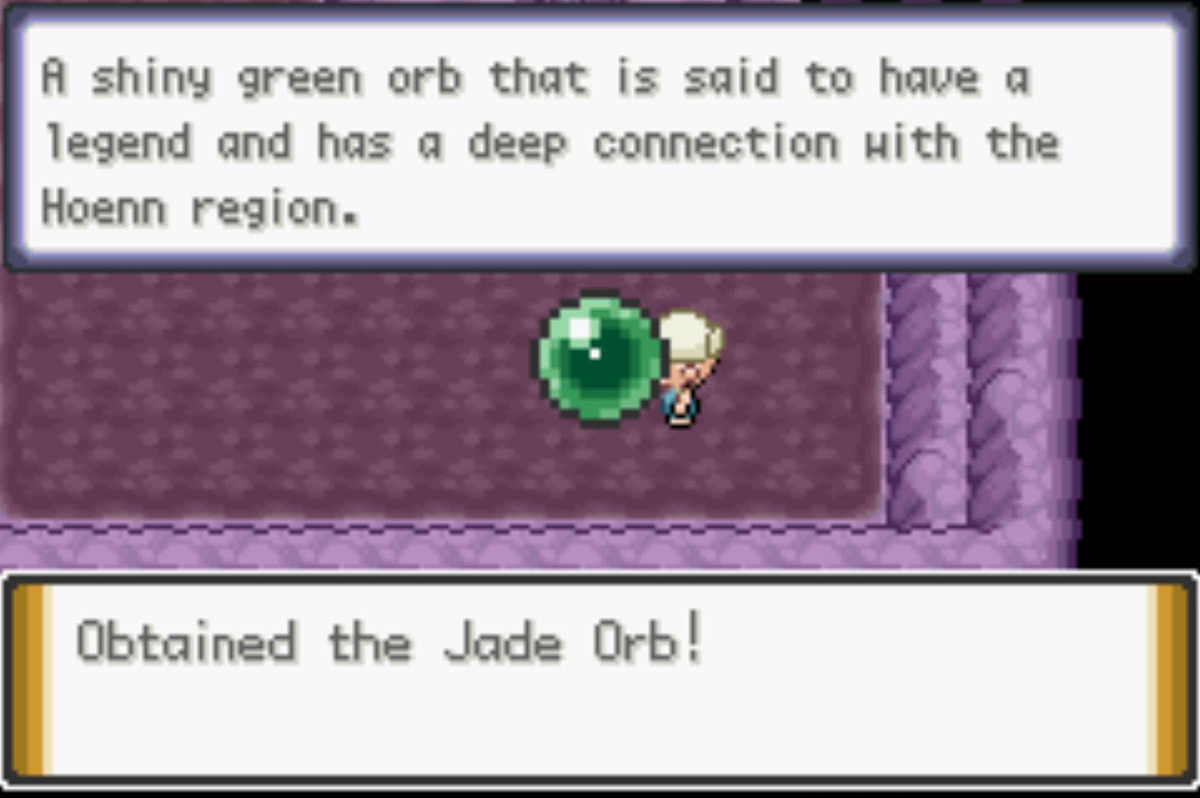 A shiny green orb that is said to have a
legend and has a deep connection with the
Hoenn region.
Obtained the Jade Orb!